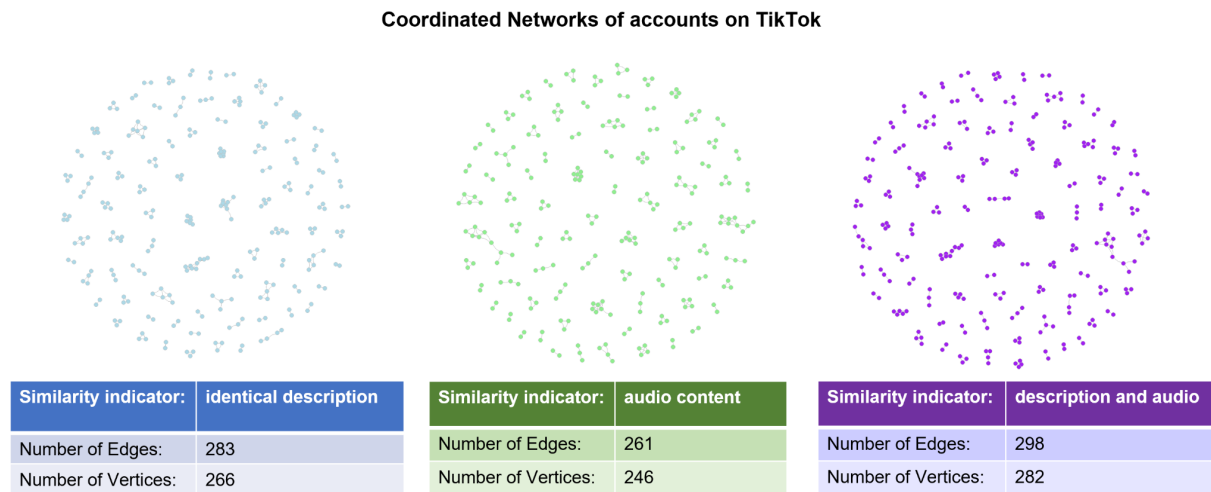 Coordinated Networks of accounts on TikTok
Similarity indicator: identical description
Number of Edges: 283
Number of Vertices: 266
Similarity indicator: audio content
Number of Edges: 261
Number of Vertices: 246
Similarity indicator: description and audio
Number of Edges: 298
Number of Vertices: 282